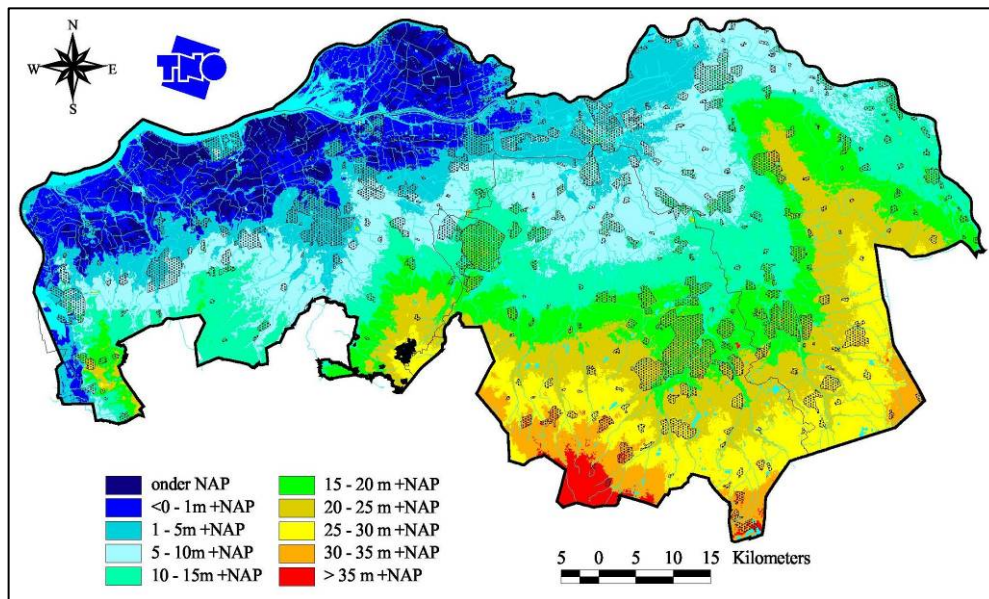 N
W E
S
TNO
onder NAP
<0 - 1m +NAP
1 - 5m +NAP
5 - 10m +NAP
10 - 15m +NAP
15 - 20 m +NAP
20 - 25 m +NAP
25 - 30 m +NAP
30 - 35 m +NAP
> 35 m +NAP
5 0 5 10 15 Kilometers